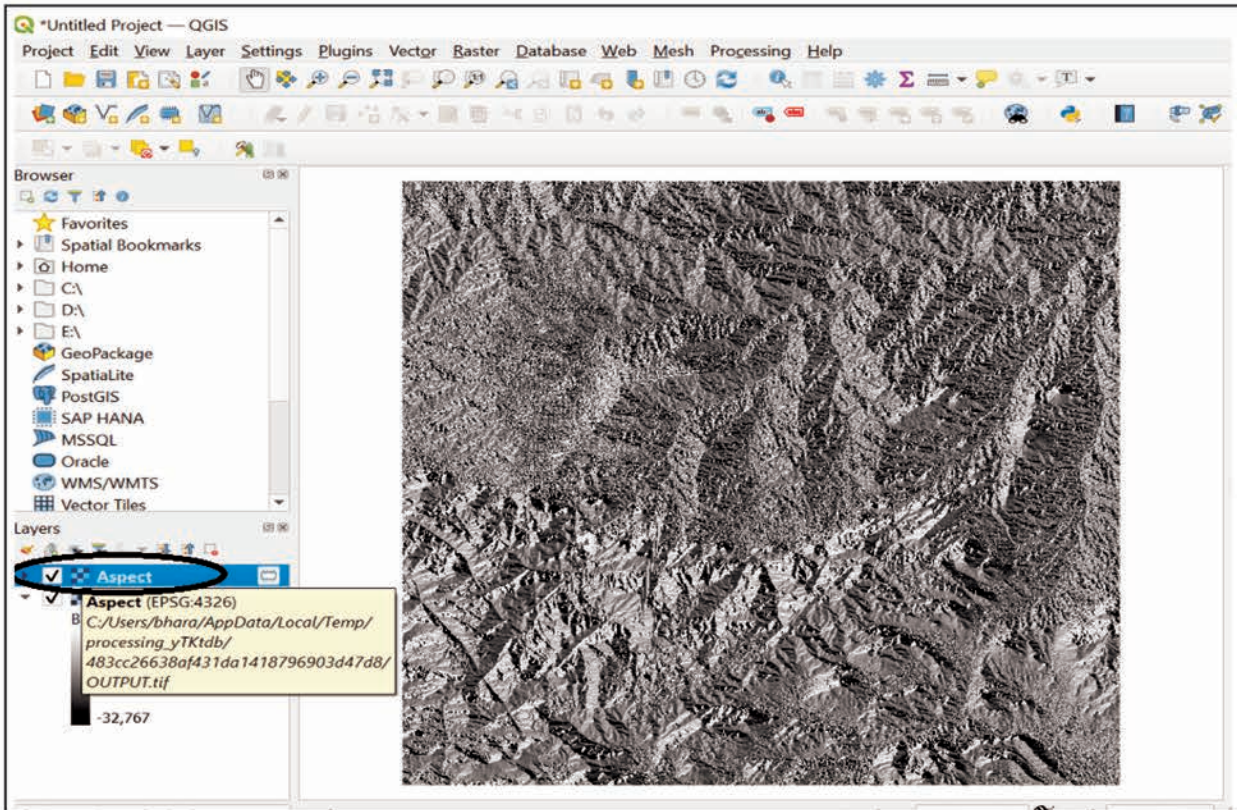 *Untitled Project — QGIS
Project Edit View Layer Settings Plugins Vector Raster Database Web Mesh Processing Help
Browser
Favorites
Spatial Bookmarks
Home
C:\
D:\
E:\
GeoPackage
SpatiaLite
PostGIS
SAP HANA
MSSQL
Oracle
WMS/WMTS
Vector Tiles
Layers
Aspect
Aspect (EPSG:4326)
B
C:/Users/bhara/AppData/Local/Temp/
processing_yTKtdb/
483cc26638af431da1418796903d47d8/
OUTPUT.tif
-32,767